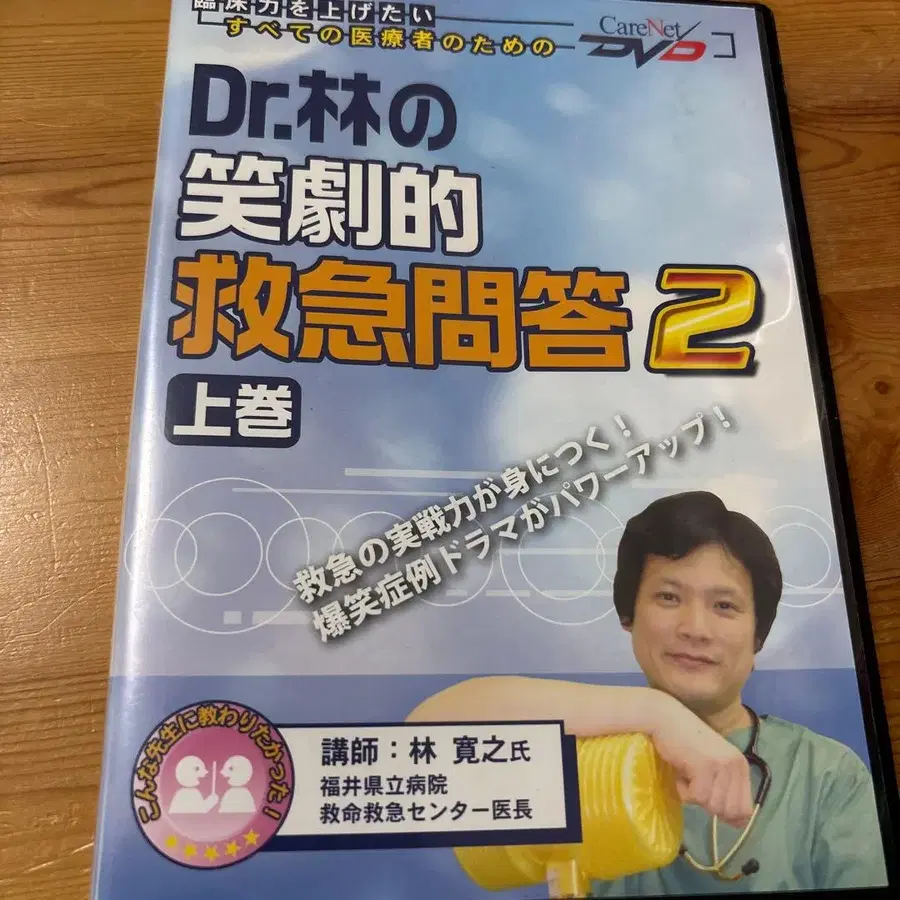 臨床力を上げたい
すべての医療者のための
CareNet
DVD
Dr.林の
笑劇的
救急問答2
上巻
救急の実戦力が身につく！
爆笑症例ドラマがパワーアップ！
こんな先生に教わりたかった！
講師：林 寛之氏
福井県立病院
救命救急センター医長